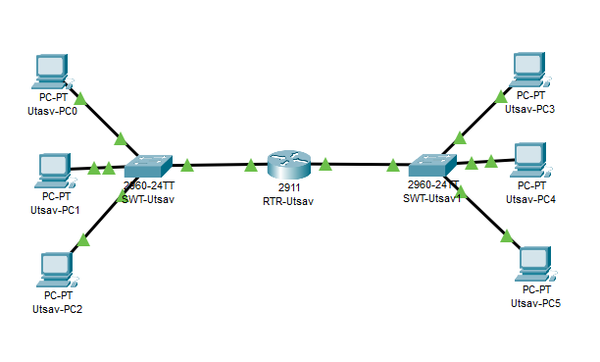 PC-PT
Utasv-PC0
PC-PT
Utsav-PC3
2960-24TT
SWT-Utsav
2911
RTR-Utsav
2960-24TT
SWT-Utsav1
PC-PT
Utsav-PC1
PC-PT
Utsav-PC4
PC-PT
Utsav-PC2
PC-PT
Utsav-PC5